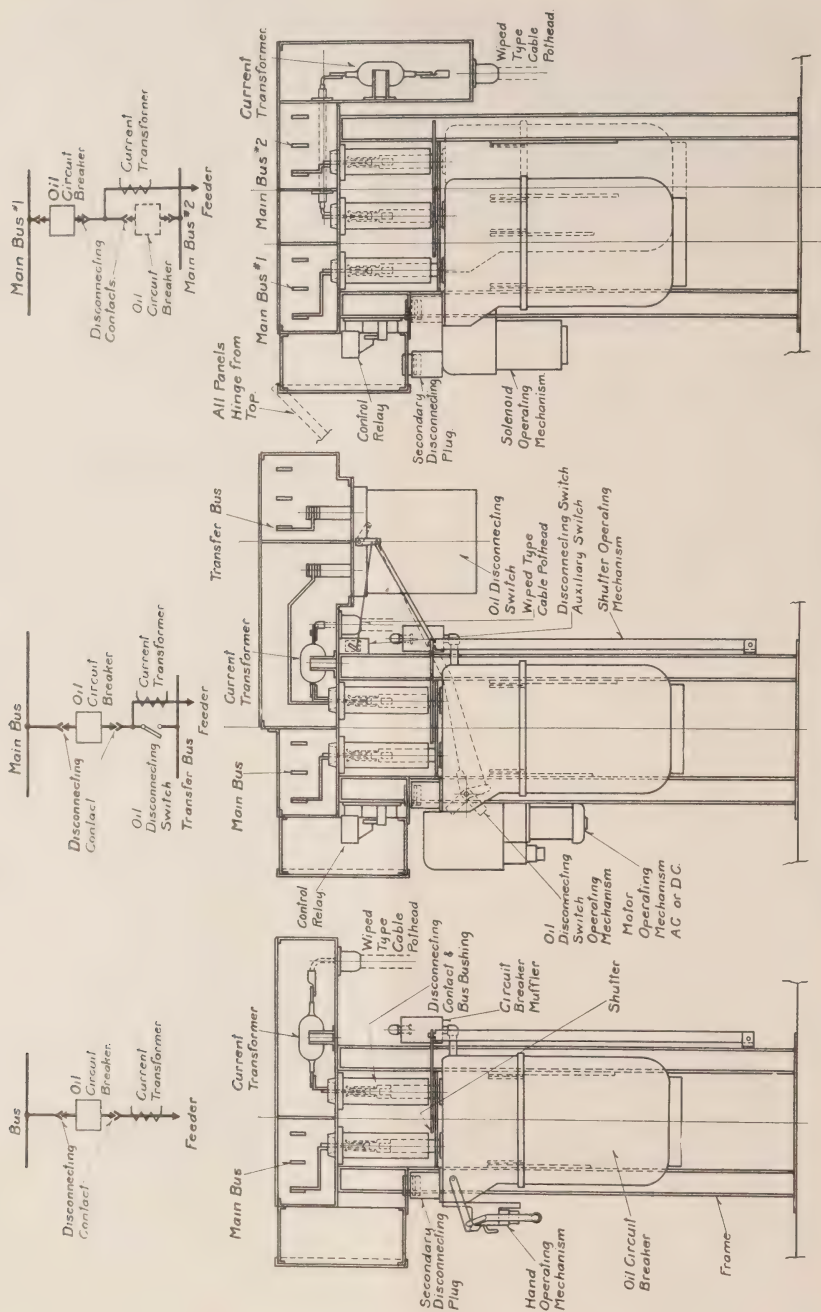 Bus
Oil
Circuit
Breaker.
Disconnecting
Contact
Current
Transformer
Feeder
Main Bus
Oil
Circuit
Breaker
Disconnecting
Contact
Current
Transformer
Oil
Disconnecting
Switch
Transfer Bus
Feeder
Main Bus #1
Oil
Circuit
Breaker
Disconnecting
Contacts
Current
Transformer
Oil
Circuit
Breaker
Main Bus #2
Feeder
Main Bus
Current
Transformer
Wiped
Type
Cable
Pothead
Disconnecting
Contact &
Bus Bushing
Circuit
Breaker
Muffler
Shutter
Secondary
Disconnecting
Plug
Hand
Operating
Mechanism
Oil Circuit
Breaker
Frame
Main Bus
Current
Transformer
Transfer Bus
Control
Relay
Oil Disconnecting
Switch
Wiped Type
Cable Pothead
Disconnecting Switch
Auxiliary Switch
Shutter Operating
Mechanism
Oil
Disconnecting
Switch
Operating
Mechanism
Motor
Operating
Mechanism
AC or DC.
All Panels
Hinge from
Top.
Main Bus #1
Main Bus #2
Current
Transformer.
Control
Relay
Secondary
Disconnecting
Plug.
Solenoid
Operating
Mechanism.
Wiped
Type
Cable
Pothead.